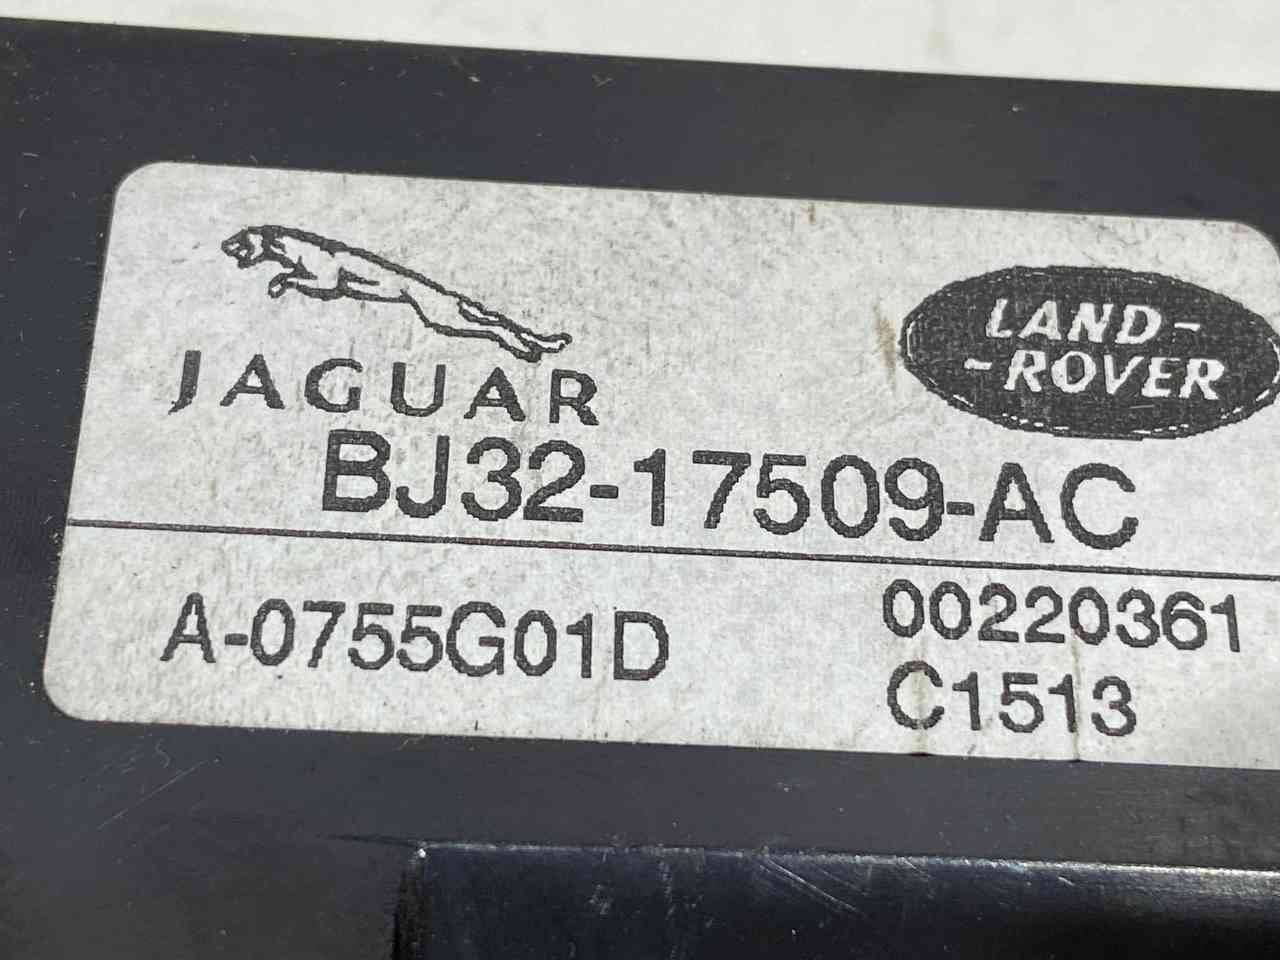 JAGUAR
LAND-
-ROVER
BJ32-17509-AC
A-0755G01D
00220361
C1513